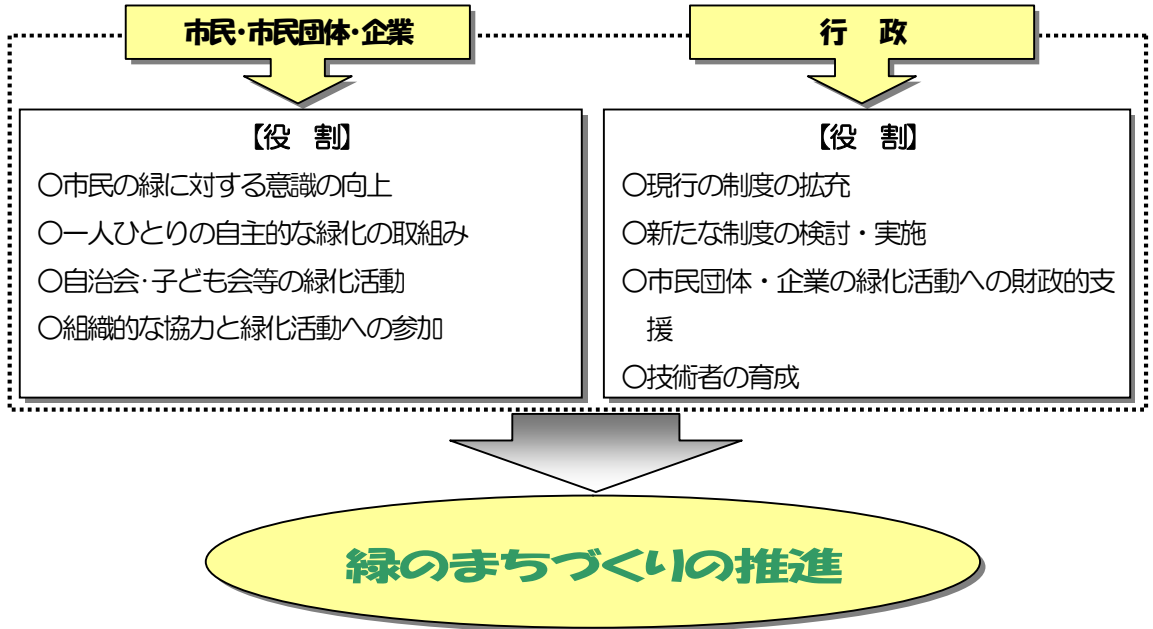 市民・市民団体・企業
【役 割】
○市民の緑に対する意識の向上
○一人ひとりの自主的な緑化の取組み
○自治会・子ども会等の緑化活動
○組織的な協力と緑化活動への参加
行 政
【役 割】
○現行の制度の拡充
○新たな制度の検討・実施
○市民団体・企業の緑化活動への財政的支
援
○技術者の育成
緑のまちづくりの推進